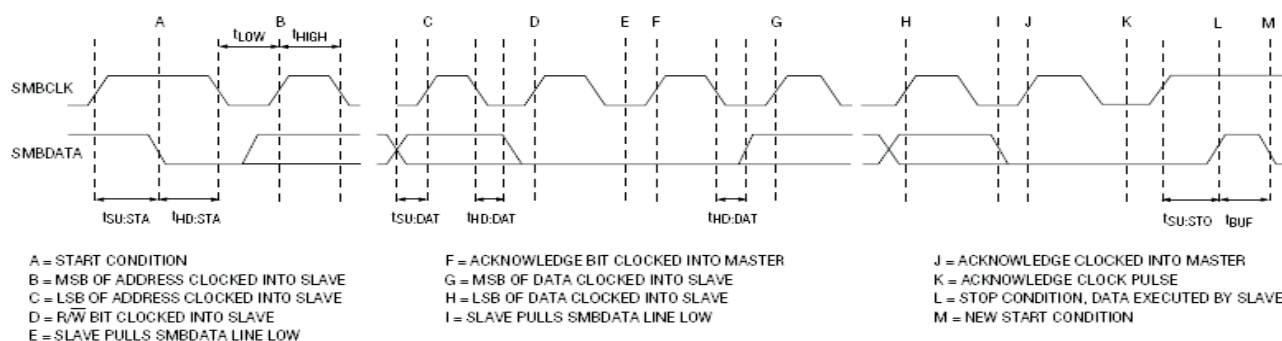 A B C D E F G H I J K L M
tLOW tHIGH
SMBCLK
SMBDATA
tSU:STA tHD:STA tSU:DAT tHD:DAT tHD:DAT tSU:STO tBUF
A = START CONDITION
B = MSB OF ADDRESS CLOCKED INTO SLAVE
C = LSB OF ADDRESS CLOCKED INTO SLAVE
D = R/W̅ BIT CLOCKED INTO SLAVE
E = SLAVE PULLS SMBDATA LINE LOW
F = ACKNOWLEDGE BIT CLOCKED INTO MASTER
G = MSB OF DATA CLOCKED INTO SLAVE
H = LSB OF DATA CLOCKED INTO SLAVE
I = SLAVE PULLS SMBDATA LINE LOW
J = ACKNOWLEDGE CLOCKED INTO MASTER
K = ACKNOWLEDGE CLOCK PULSE
L = STOP CONDITION, DATA EXECUTED BY SLAVE
M = NEW START CONDITION